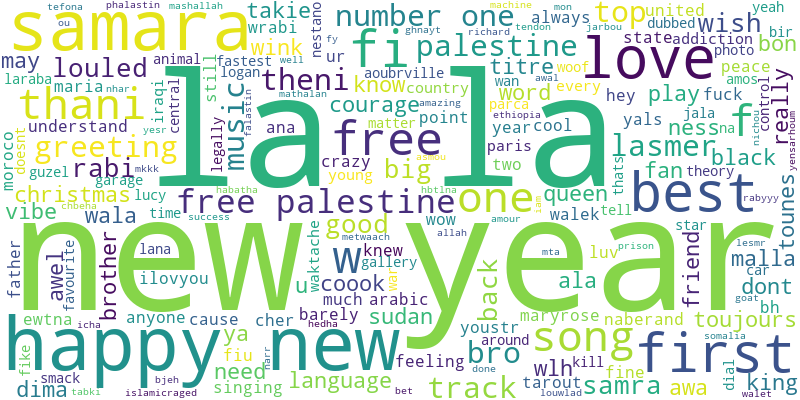 tefona
phalastin
mashallah
takie
number one
always
top
united
machine
mon
yeah
samara
wrabi
nestano
ghnayt
richard
tendon
jarbou
wink
fi
palestine
dubbed
wish
bir
may
animal
fastest
ur
fy
well
state
addiction
louled
logan
aoubrville
titre
love
photo
bon
laraba
maria
still
theni
know
country
wan
awal
woof
peace
amos
nhar
iraqi
central
la la
mathalan
word
every
hey
fuck
thani
courage
amazing
parca
play
control
moroco
understand
yesr
legally
music
ana
matter
point
ethiopia
yals
jala
nichou
really
doesnt
greeting
mkkk
free
year
cool
f
ness
na
yensarhoum
crazy
paris
lasmer
guzel
garage
rabi
falastin
young
asmou
two
fan
black
theory
christmas
lucy
habatha
big
hbtlna
one
queen
thats
best
rabyyy
vibe
chbeha
time
success
free palestine
amour
iam
walek
tell
tounes
wala
good
wow
allah
star
new year
father
awel
favourite
brother
lana
waktache
metwaach
w
knew
gallery
mta
prison
luv
friend
lesmr
malla
ilovyou
u
coook
war
back
ala
car
dont
goat
ewtna
icha
anyone
cause
cher
much
arabic
sudan
maryrose
naberand
bh
toujours
happy new
hedha
barely
youstr
around
song
somalia
first
ya
fiu
bro
wlh
kill
fike
smack
bjeh
narr
need
feeling
fine
dial
dima
tabki
islamicraged
singing
language
bet
track
done
louwlad
tarout
samra
awa
king
walet